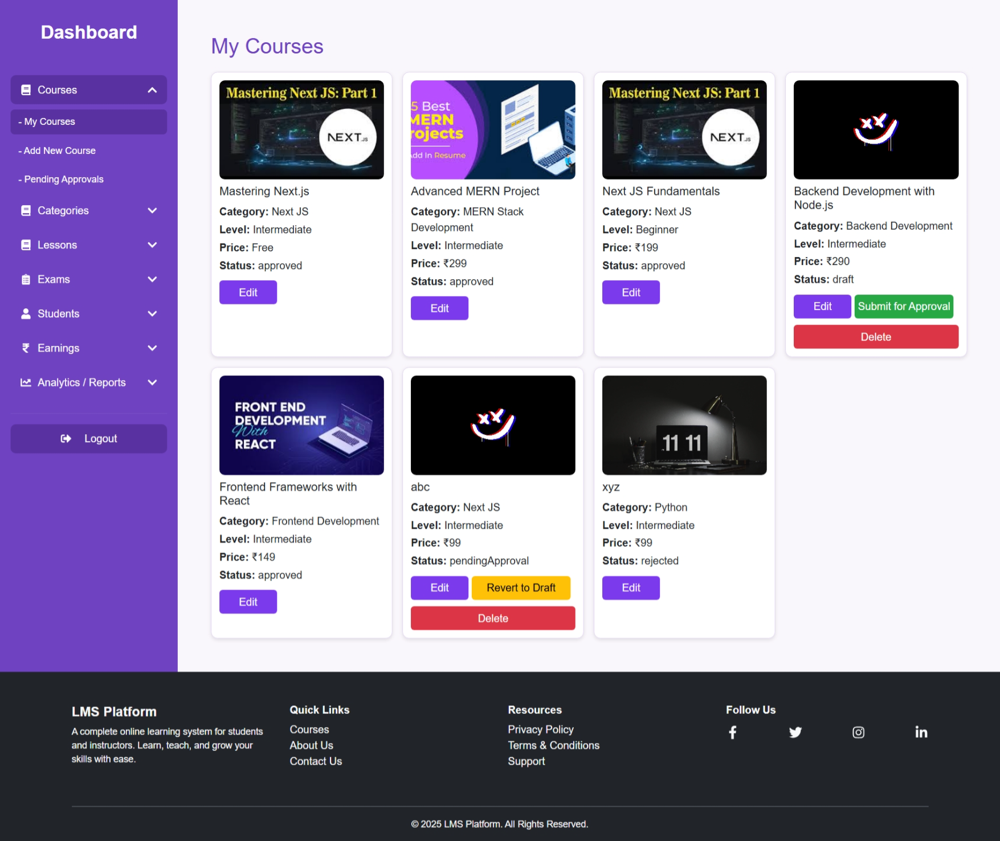 Dashboard
Courses
- My Courses
- Add New Course
- Pending Approvals
Categories
Lessons
Exams
Students
Earnings
Analytics / Reports
Logout
My Courses
Mastering Next JS: Part 1
NEXT.JS
Mastering Next.js
Category: Next JS
Level: Intermediate
Price: Free
Status: approved
Edit
5 Best
MERN
rojects
Add In Resume
Advanced MERN Project
Category: MERN Stack
Development
Level: Intermediate
Price: ₹299
Status: approved
Edit
Mastering Next JS: Part 1
NEXT.JS
Next JS Fundamentals
Category: Next JS
Level: Beginner
Price: ₹199
Status: approved
Edit
Backend Development with
Node.js
Category: Backend Development
Level: Intermediate
Price: ₹290
Status: draft
Edit
Submit for Approval
Delete
FRONT END
DEVELOPMENT
With
REACT
Frontend Frameworks with
React
Category: Frontend Development
Level: Intermediate
Price: ₹149
Status: approved
Edit
abc
Category: Next JS
Level: Intermediate
Price: ₹99
Status: pendingApproval
Edit
Revert to Draft
Delete
11 11
xyz
Category: Python
Level: Intermediate
Price: ₹99
Status: rejected
Edit
LMS Platform
A complete online learning system for students
and instructors. Learn, teach, and grow your
skills with ease.
Quick Links
Courses
About Us
Contact Us
Resources
Privacy Policy
Terms & Conditions
Support
Follow Us
© 2025 LMS Platform. All Rights Reserved.